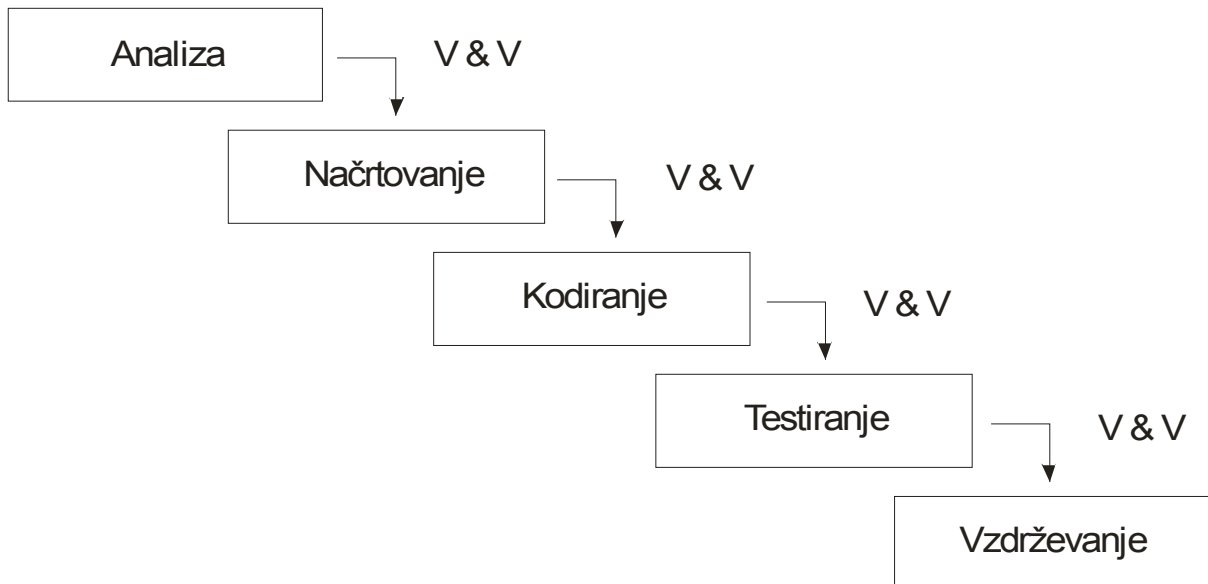 Analiza
V & V
Načrtovanje
V & V
Kodiranje
V & V
Testiranje
V & V
Vzdrževanje